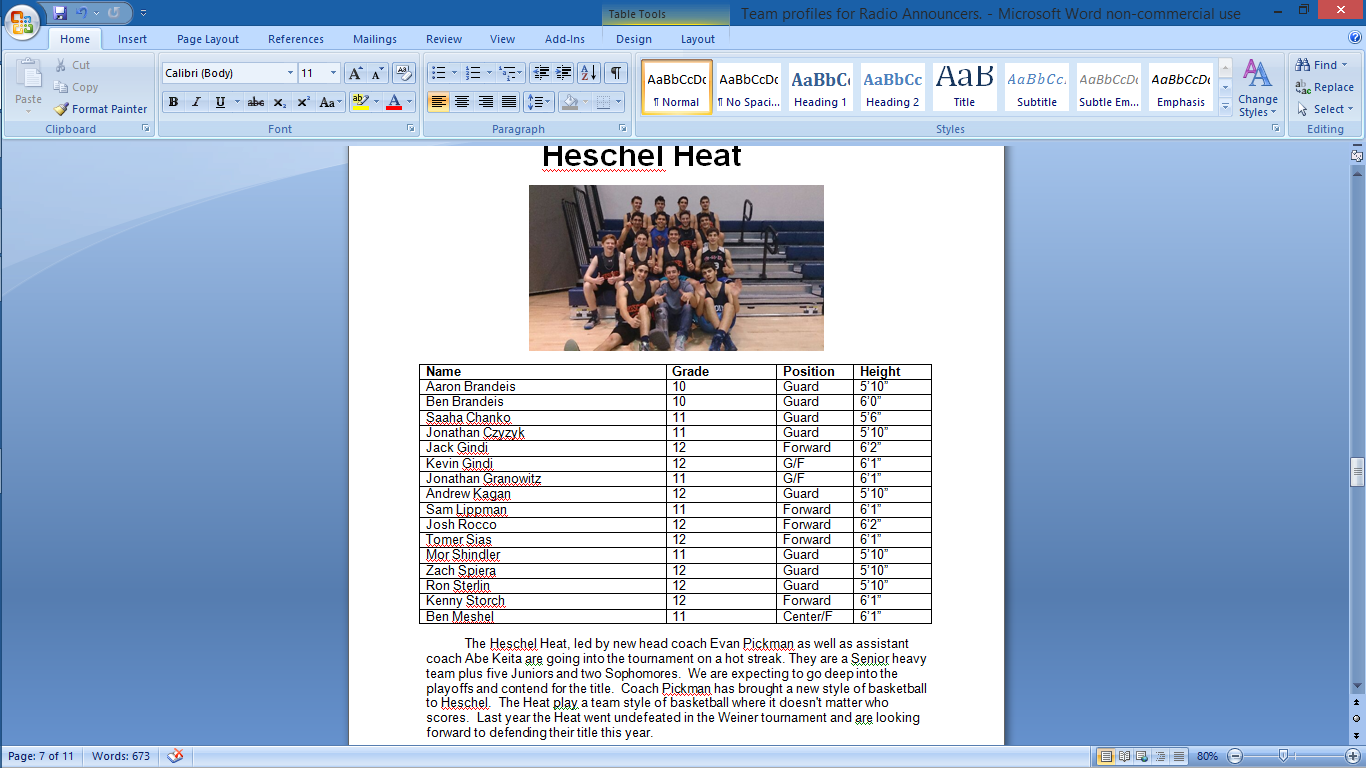 Table Tools
Team profiles for Radio Announcers. - Microsoft Word non-commercial use
Home Insert Page Layout References Mailings Review View Add-Ins Design Layout
Paste
Cut
Copy
Format Painter
Clipboard
Calibri (Body) 11
Font
Paragraph
AaBbCcDc AaBbCcDc AaBbC AaBbCc AaB AaBbCc. AaBbCcDc AaBbCcDc
¶ Normal ¶ No Spaci... Heading 1 Heading 2 Title Subtitle Subtle Em... Emphasis
Change
Styles
Styles
Find
Replace
Select
Editing
Heschel Heat
Name Grade Position Height
Aaron Brandeis 10 Guard 5'10”
Ben Brandeis 10 Guard 6'0”
Saaha Chanko 11 Guard 5'6”
Jonathan Czyzyk 11 Guard 5'10”
Jack Gindi 12 Forward 6'2”
Kevin Gindi 12 G/F 6'1”
Jonathan Granowitz 11 G/F 6'1”
Andrew Kagan 12 Guard 5'10”
Sam Lippman 11 Forward 6'1”
Josh Rocco 12 Forward 6'2”
Tomer Sias 12 Forward 6'1”
Mor Shindler 11 Guard 5'10”
Zach Spiera 12 Guard 5'10”
Ron Sterlin 12 Guard 5'10”
Kenny Storch 12 Forward 6'1”
Ben Meshel 11 Center/F 6'1”
The Heschel Heat, led by new head coach Evan Pickman as well as assistant
coach Abe Keita are going into the tournament on a hot streak. They are a Senior heavy
team plus five Juniors and two Sophomores. We are expecting to go deep into the
playoffs and contend for the title. Coach Pickman has brought a new style of basketball
to Heschel. The Heat play a team style of basketball where it doesn't matter who
scores. Last year the Heat went undefeated in the Weiner tournament and are looking
forward to defending their title this year.
Page: 7 of 11 Words: 673 80%